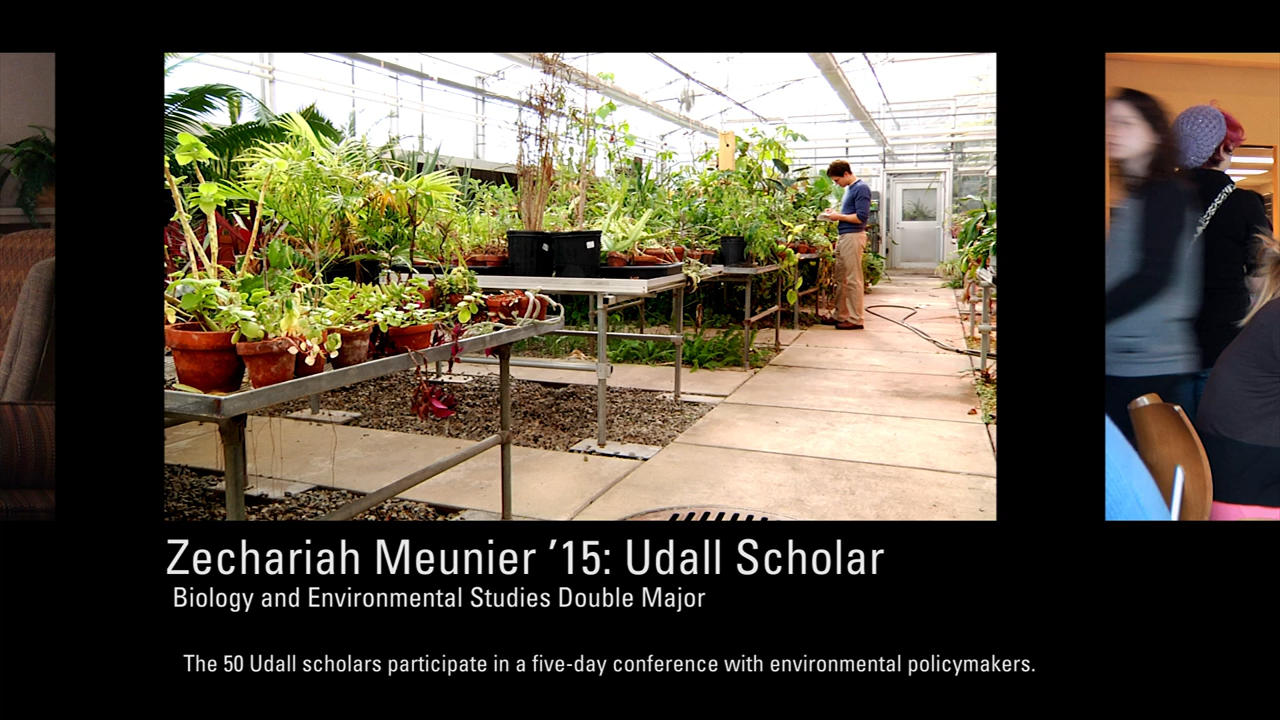 Zechariah Meunier ’15: Udall Scholar
Biology and Environmental Studies Double Major
The 50 Udall scholars participate in a five-day conference with environmental policymakers.